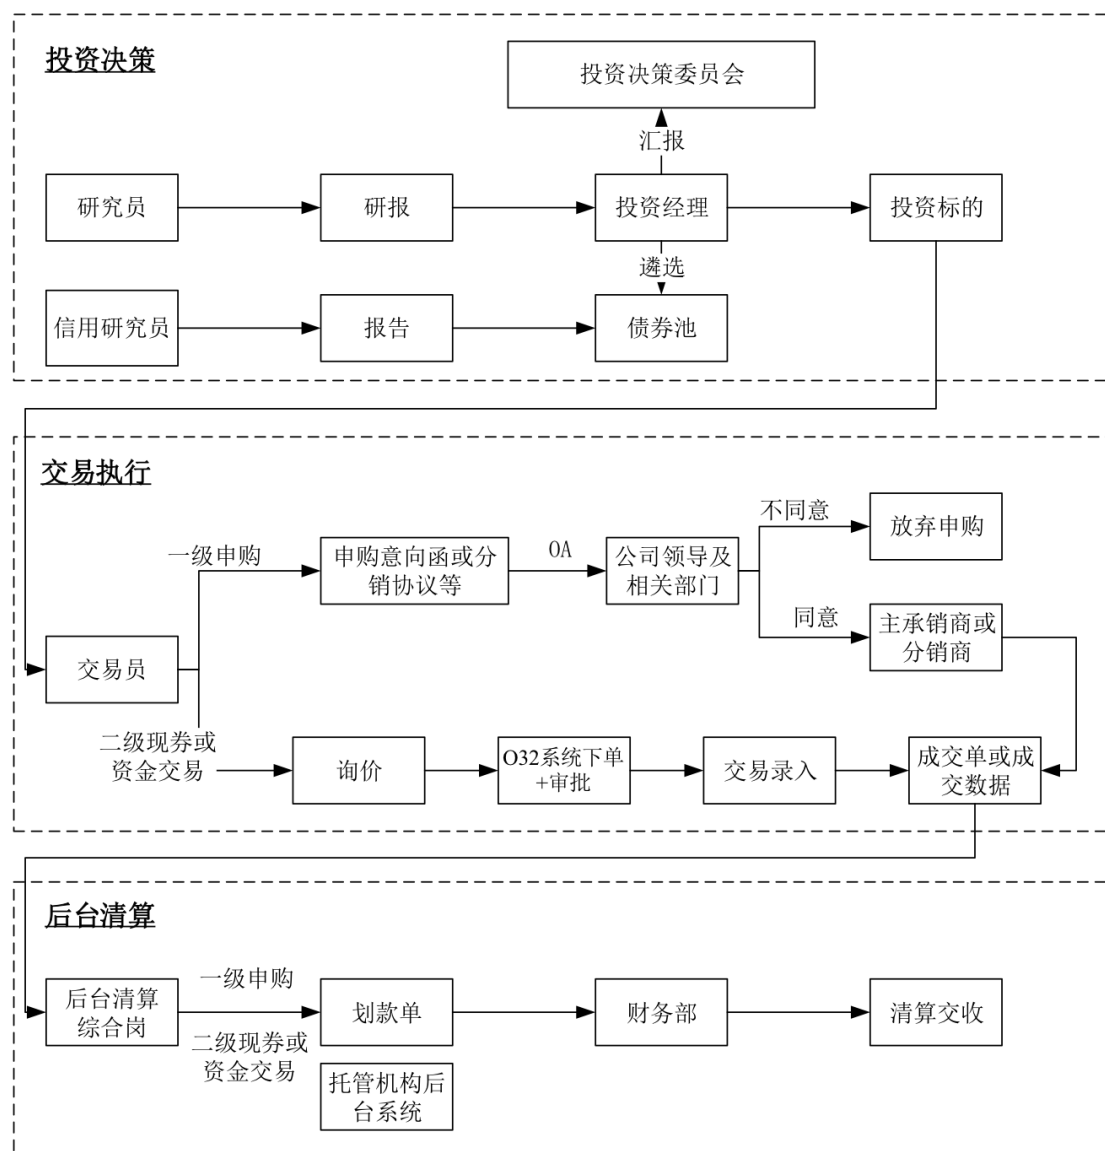 投资决策
投资决策委员会
汇报
研究员
研报
投资经理
投资标的
遴选
信用研究员
报告
债券池
交易执行
不同意
放弃申购
一级申购
申购意向函或分
销协议等
OA
公司领导及
相关部门
同意
主承销商或
分销商
交易员
二级现券或
资金交易
询价
O32系统下单
+审批
交易录入
成交单或成
交数据
后台清算
一级申购
后台清算
综合岗
划款单
财务部
清算交收
二级现券或
资金交易
托管机构后
台系统